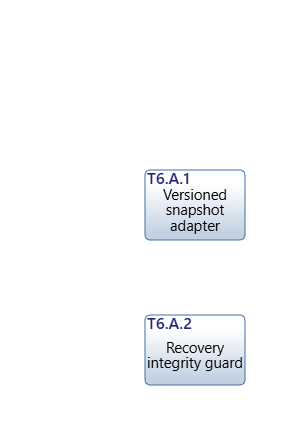 T6.A.1
Versioned
snapshot
adapter
T6.A.2
Recovery
integrity guard